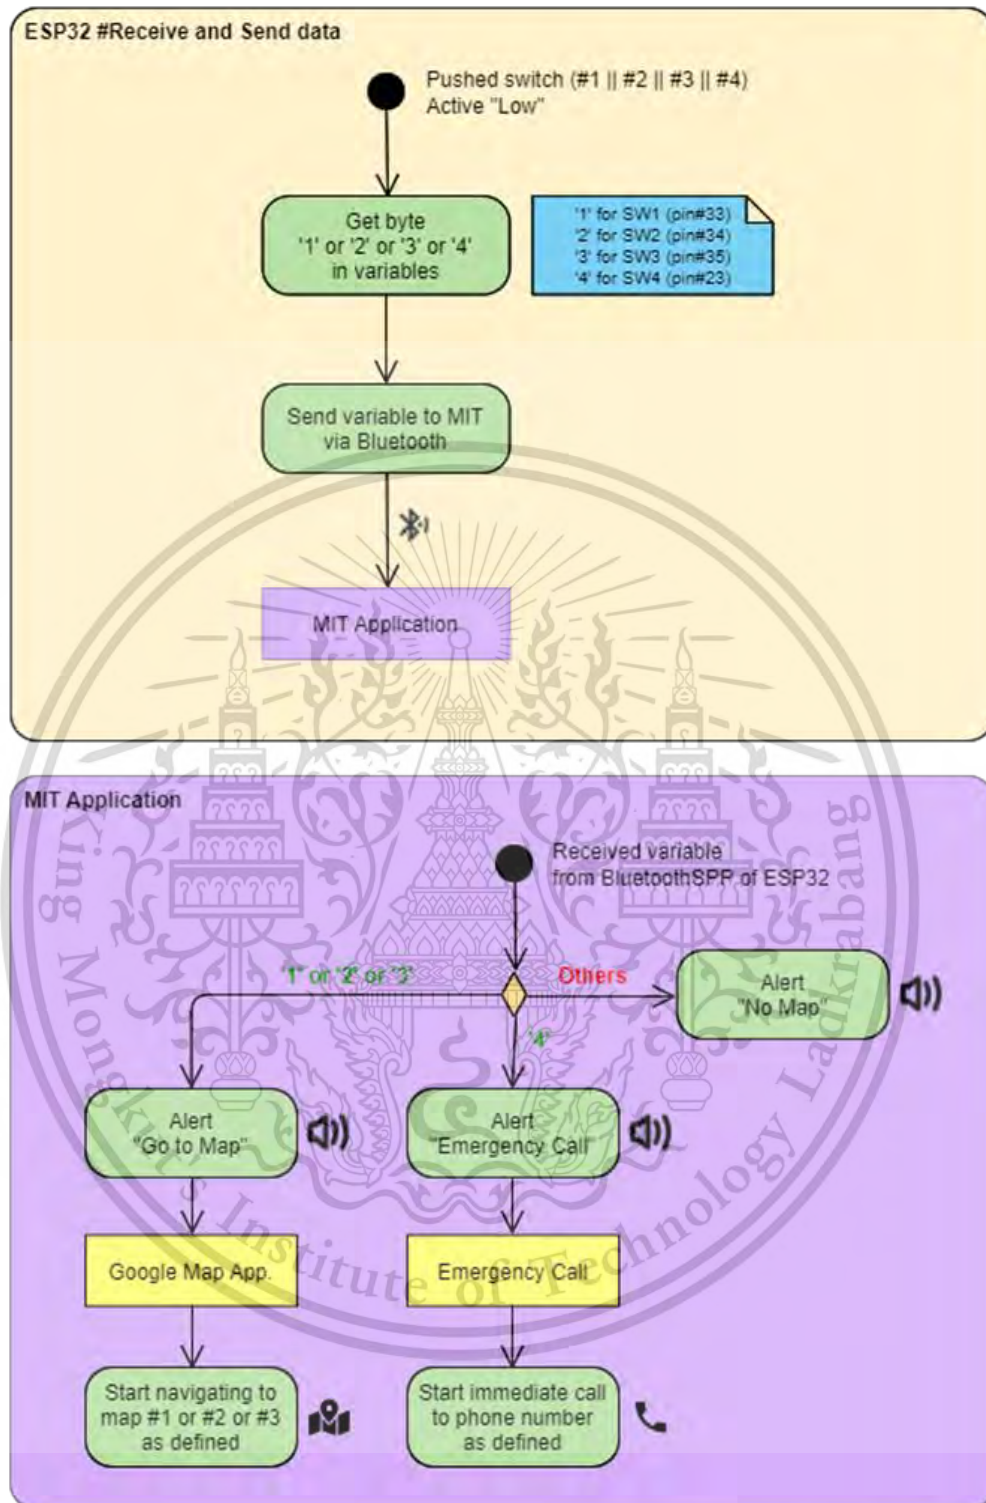 ESP32 #Receive and Send data
Pushed switch (#1 || #2 || #3 || #4)
Active "Low"
Get byte
'1' or '2' or '3' or '4'
in variables
'1' for SW1 (pin#33)
'2' for SW2 (pin#34)
'3' for SW3 (pin#35)
'4' for SW4 (pin#23)
Send variable to MIT
via Bluetooth
MIT Application
MIT Application
Received variable
from BluetoothSPP of ESP32
'1' or '2' or '3'
Others
'4'
Alert
"No Map"
Alert
"Go to Map"
Alert
"Emergency Call'
Google Map App.
Emergency Call
Start navigating to
map #1 or #2 or #3
as defined
Start immediate call
to phone number
as defined
King Mongkut's Institute of Technology Ladkrabang